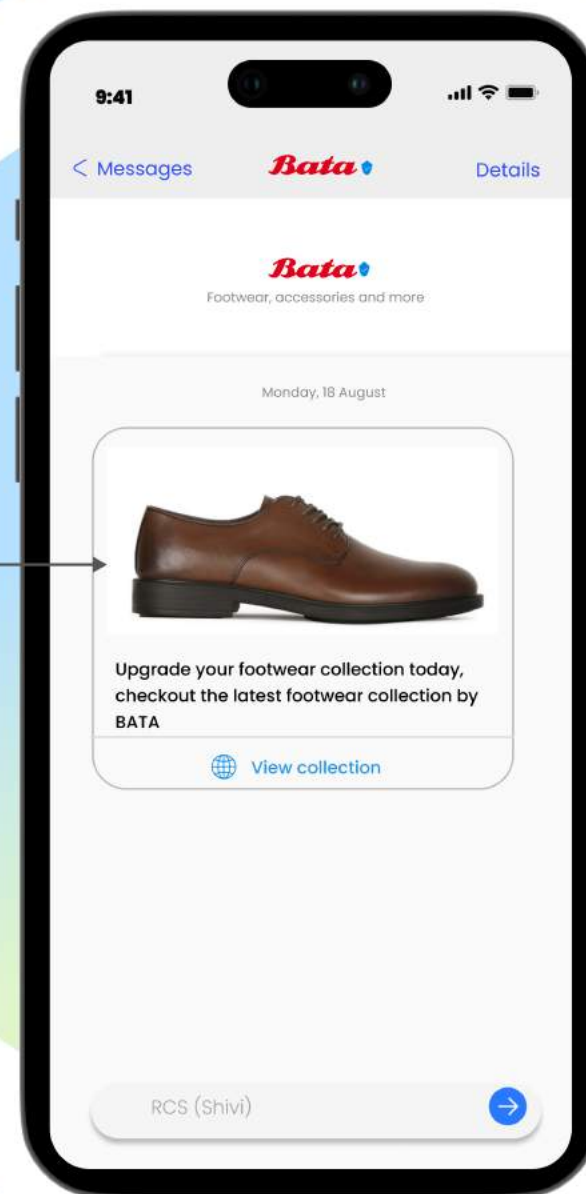 9:41
< Messages
Bata
Details
Bata
Footwear, accessories and more
Monday, 18 August
Upgrade your footwear collection today,
checkout the latest footwear collection by
BATA
View collection
RCS (Shivi)